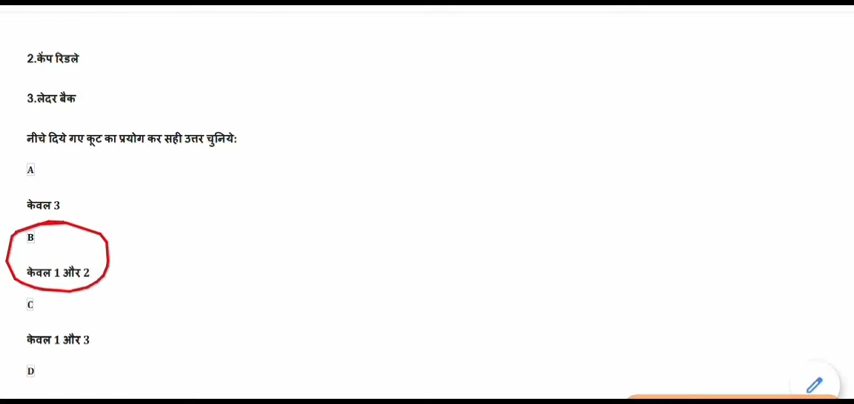 2.केंप रिडले
3.लेदर बैक
नीचे दिये गए कूट का प्रयोग कर सही उत्तर चुनिये:
A
केवल 3
B
केवल 1 और 2
C
केवल 1 और 3
D